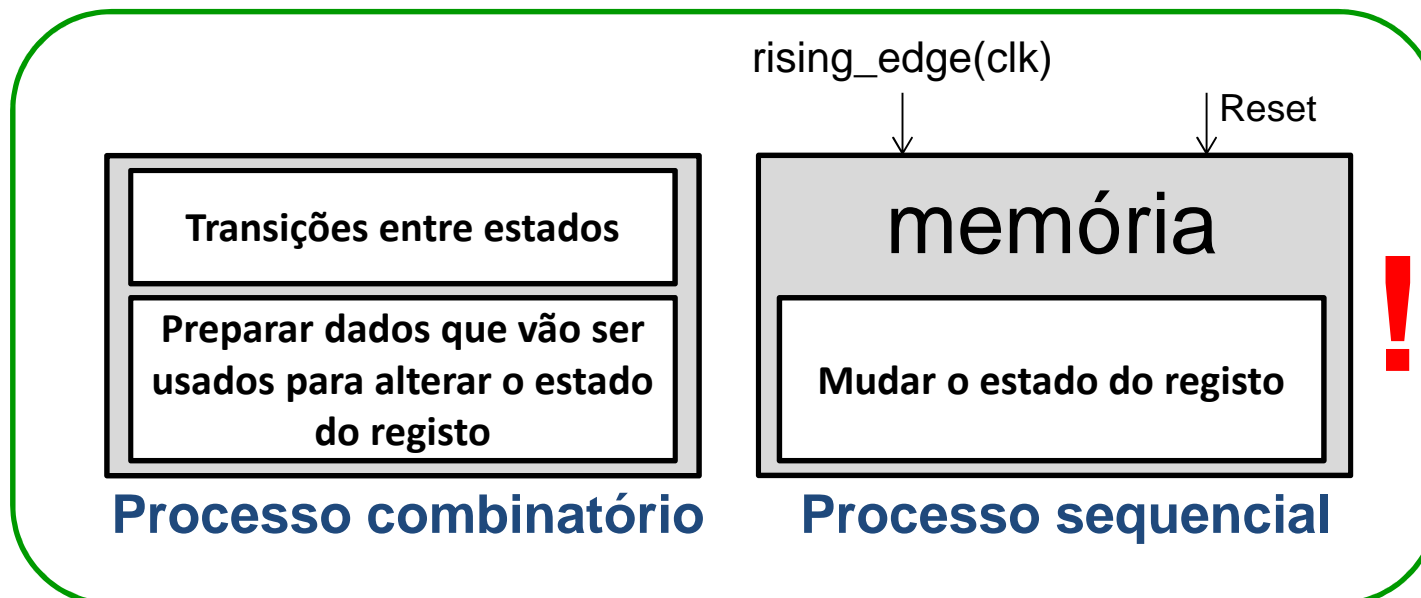 rising_edge(clk)
Reset
Transições entre estados
Preparar dados que vão ser
usados para alterar o estado
do registo
memória
Mudar o estado do registo
!
Processo combinatório
Processo sequencial